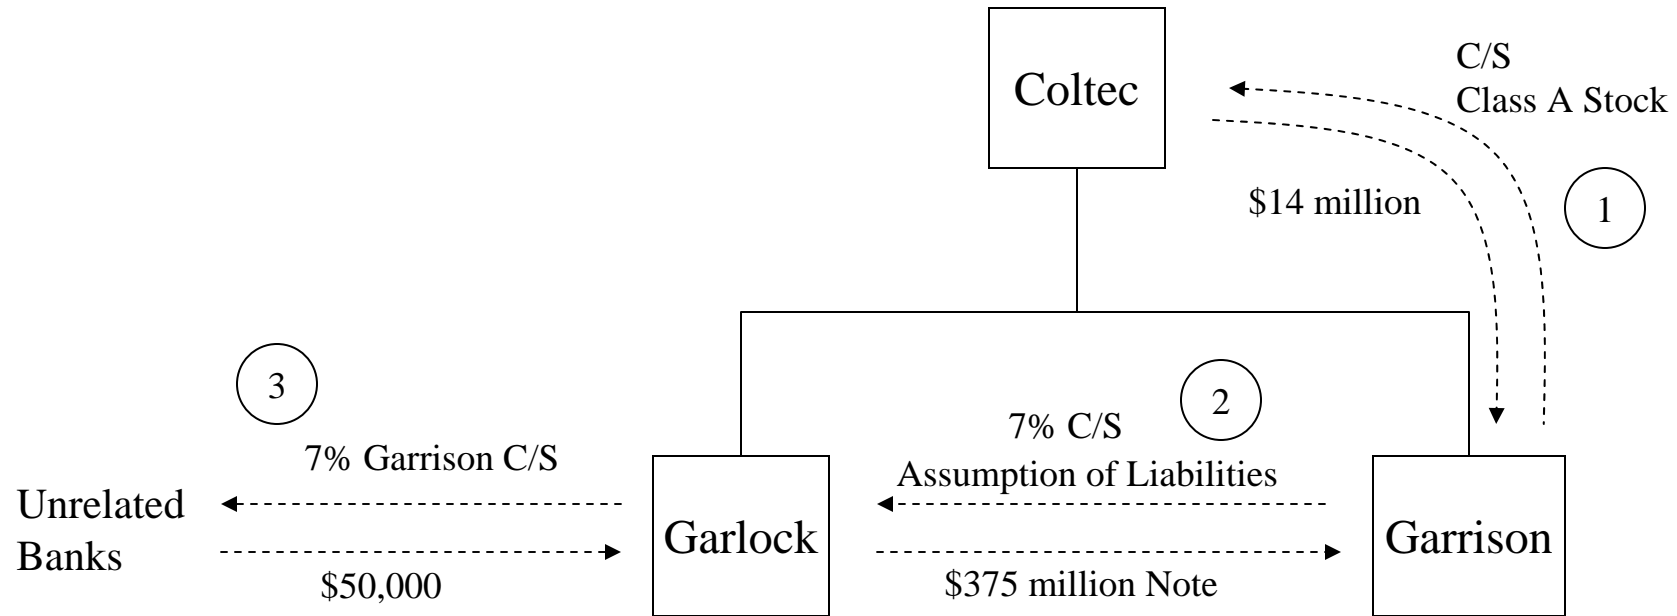 Coltec
C/S
Class A Stock
$14 million
1
3
2
7% Garrison C/S
7% C/S
Assumption of Liabilities
Unrelated
Banks
Garlock
Garrison
$50,000
$375 million Note